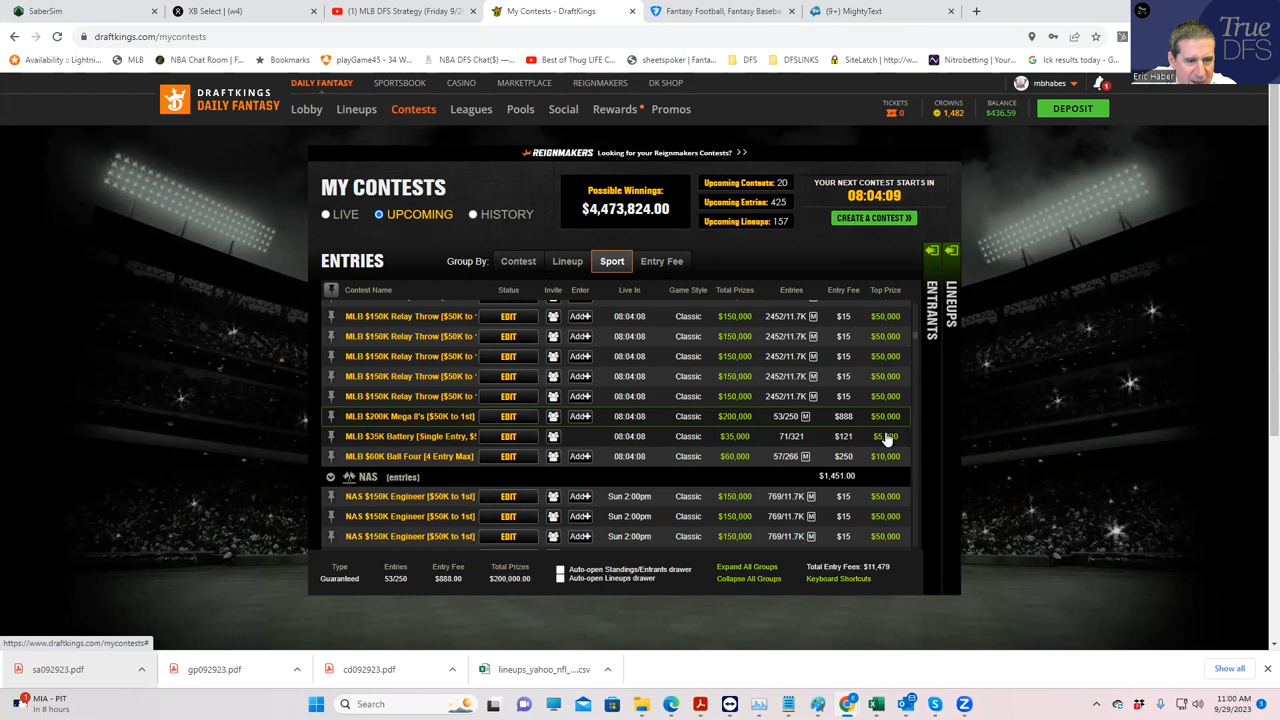 SaberSim
XB Select | (w4)
(1) MLB DFS Strategy (Friday 9/2
My Contests - DraftKings
Fantasy Football, Fantasy Baseba
(9+) MightyText
draftkings.com/mycontests
Availability :: Lightnin...
MLB
NBA Chat Room |
playGame45 - 34 W...
NBA DFS Chat($) -...
Best of Thug LIFE C...
sheetspoker | Fanta...
DFS
DFSLINKS
SiteLatch | http://w...
Nitrobetting | Your...
lck results today - G...
True DFS
Eric Haber
DAILY FANTASY
SPORTSBOOK
CASINO
MARKETPLACE
REIGNMAKERS
DK SHOP
mbhabes
1
DRAFTKINGS
DAILY FANTASY
Lobby
Lineups
Contests
Leagues
Pools
Social
Rewards
Promos
TICKETS
0
CROWNS
1,482
BALANCE
$436.59
DEPOSIT
REIGNMAKERS Looking for your Reignmakers Contests? >>
MY CONTESTS
LIVE
UPCOMING
HISTORY
Possible Winnings:
$4,473,824.00
Upcoming Contests: 20
Upcoming Entries: 425
Upcoming Lineups: 157
YOUR NEXT CONTEST STARTS IN
08:04:09
CREATE A CONTEST »
ENTRIES
Group By:
Contest
Lineup
Sport
Entry Fee
LINEUPS
ENTRANTS
Contest Name Status Invite Enter Live In Game Style Total Prizes Entries Entry Fee Top Prize
MLB $150K Relay Throw [$50K to EDIT Add+ 08:04:08 Classic $150,000 2452/11.7K M $15 $50,000
MLB $150K Relay Throw [$50K to EDIT Add+ 08:04:08 Classic $150,000 2452/11.7K M $15 $50,000
MLB $150K Relay Throw [$50K to EDIT Add+ 08:04:08 Classic $150,000 2452/11.7K M $15 $50,000
MLB $150K Relay Throw [$50K to EDIT Add+ 08:04:08 Classic $150,000 2452/11.7K M $15 $50,000
MLB $150K Relay Throw [$50K to EDIT Add+ 08:04:08 Classic $150,000 2452/11.7K M $15 $50,000
MLB $200K Mega 8's [$50K to 1st] EDIT Add+ 08:04:08 Classic $200,000 53/250 M $888 $50,000
MLB $35K Battery [Single Entry, $ EDIT 08:04:08 Classic $35,000 71/321 $121
MLB $60K Ball Four [4 Entry Max] EDIT Add+ 08:04:08 Classic $60,000 57/266 M $250 $10,000
NAS (entries) $1,451.00
NAS $150K Engineer [$50K to 1st] EDIT Add+ Sun 2:00pm Classic $150,000 769/11.7K M $15 $50,000
NAS $150K Engineer [$50K to 1st] EDIT Add+ Sun 2:00pm Classic $150,000 769/11.7K M $15 $50,000
NAS $150K Engineer [$50K to 1st] EDIT Add+ Sun 2:00pm Classic $150,000 769/11.7K M $15 $50,000
Type Entries Entry Fee Total Prizes
Guaranteed 53/250 $888.00 $200,000.00
Auto-open Standings/Entrants drawer
Auto-open Lineups drawer
Expand All Groups
Collapse All Groups
Total Entry Fees: $11,479
Keyboard Shortcuts
https://www.draftkings.com/mycontests#
sa092923.pdf
gp092923.pdf
cd092923.pdf
lineups_yahoo_nfl_....csv
Show all
1
MIA - PIT
In 8 hours
Search
11:00 AM
9/29/2023
3